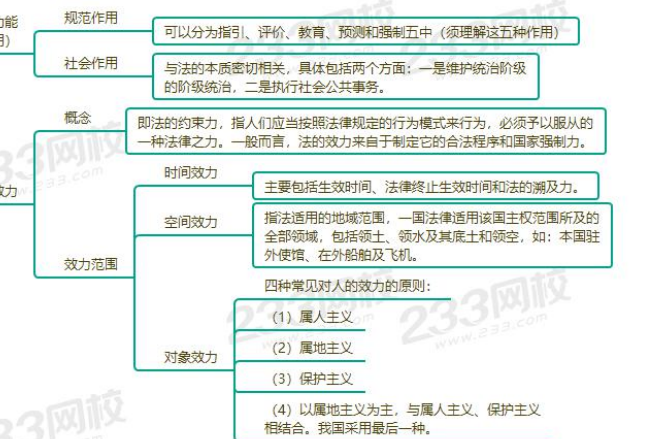 规范作用
可以分为指引、评价、教育、预测和强制五中（须理解这五种作用）
社会作用
与法的本质密切相关，具体包括两个方面：一是维护统治阶级
的阶级统治，二是执行社会公共事务。
概念
即法的约束力，指人们应当按照法律规定的行为模式来行为，必须予以服从的
一种法律之力。一般而言，法的效力来自于制定它的合法程序和国家强制力。
时间效力
主要包括生效时间、法律终止生效时间和法的溯及力。
空间效力
指法适用的地域范围，一国法律适用该国主权范围所及的
全部领域，包括领土、领水及其底土和领空，如：本国驻
外使馆、在外船舶及飞机。
效力范围
四种常见对人的效力的原则：
（1）属人主义
（2）属地主义
对象效力
（3）保护主义
（4）以属地主义为主，与属人主义、保护主义
相结合。我国采用最后一种。
233网校
www.233.com